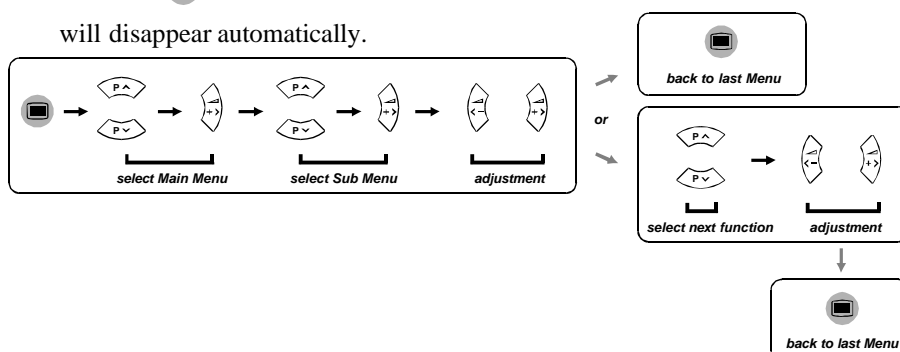 will disappear automatically.
P ∧ P ∧
+ > + > < − + >
P ∨ P ∨
select Main Menu select Sub Menu adjustment
back to last Menu
or
P ∧
< − + >
P ∨
select next function adjustment
back to last Menu